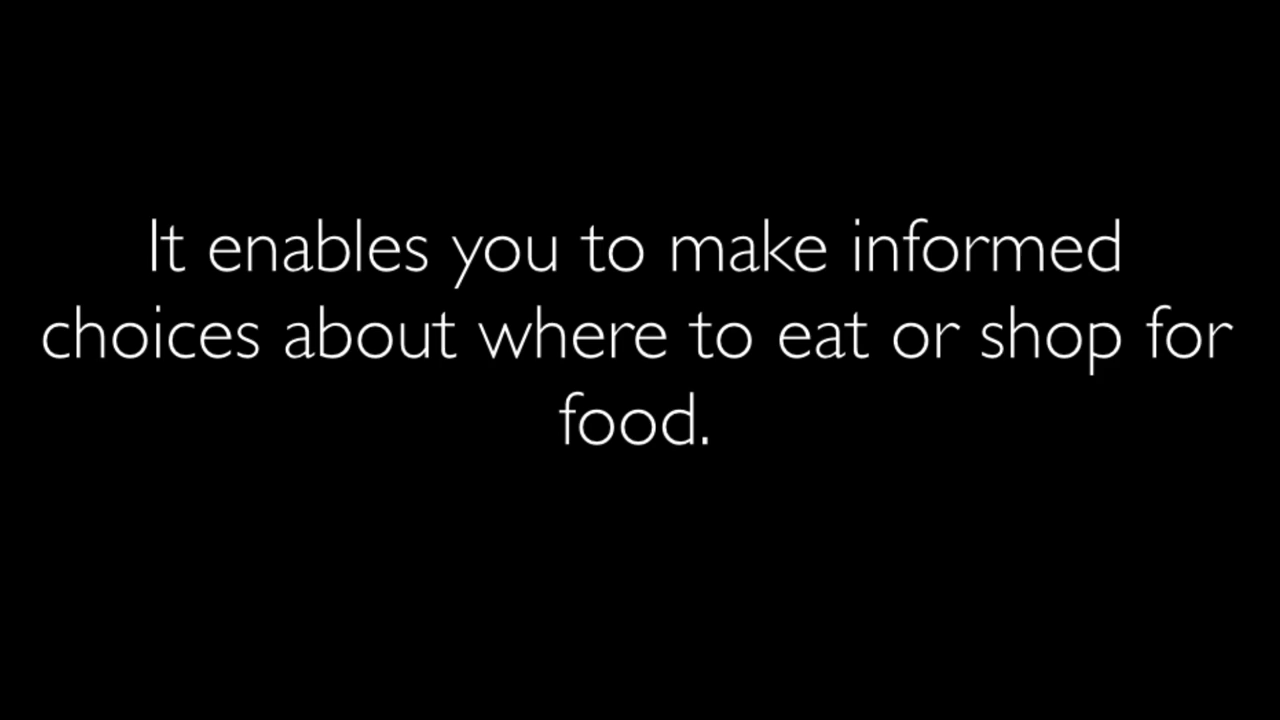 It enables you to make informed
choices about where to eat or shop for
food.